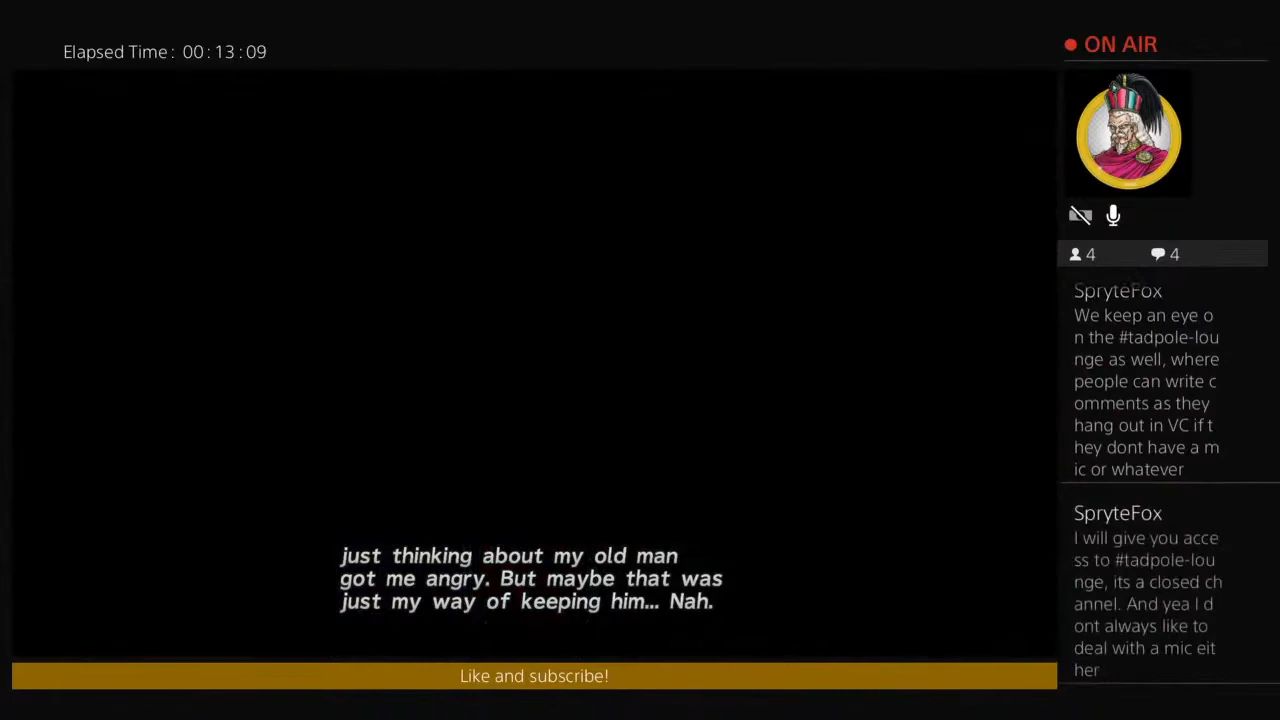 Elapsed Time: 00:13:09
ON AIR
4 4
SpryteFox
We keep an eye o
n the #tadpole-lou
nge as well, where
people can write c
omments as they
hang out in VC if t
hey dont have a m
ic or whatever
SpryteFox
I will give you acce
ss to #tadpole-lou
nge, its a closed ch
annel. And yea I d
ont always like to
deal with a mic eit
her
just thinking about my old man
got me angry. But maybe that was
just my way of keeping him... Nah.
Like and subscribe!